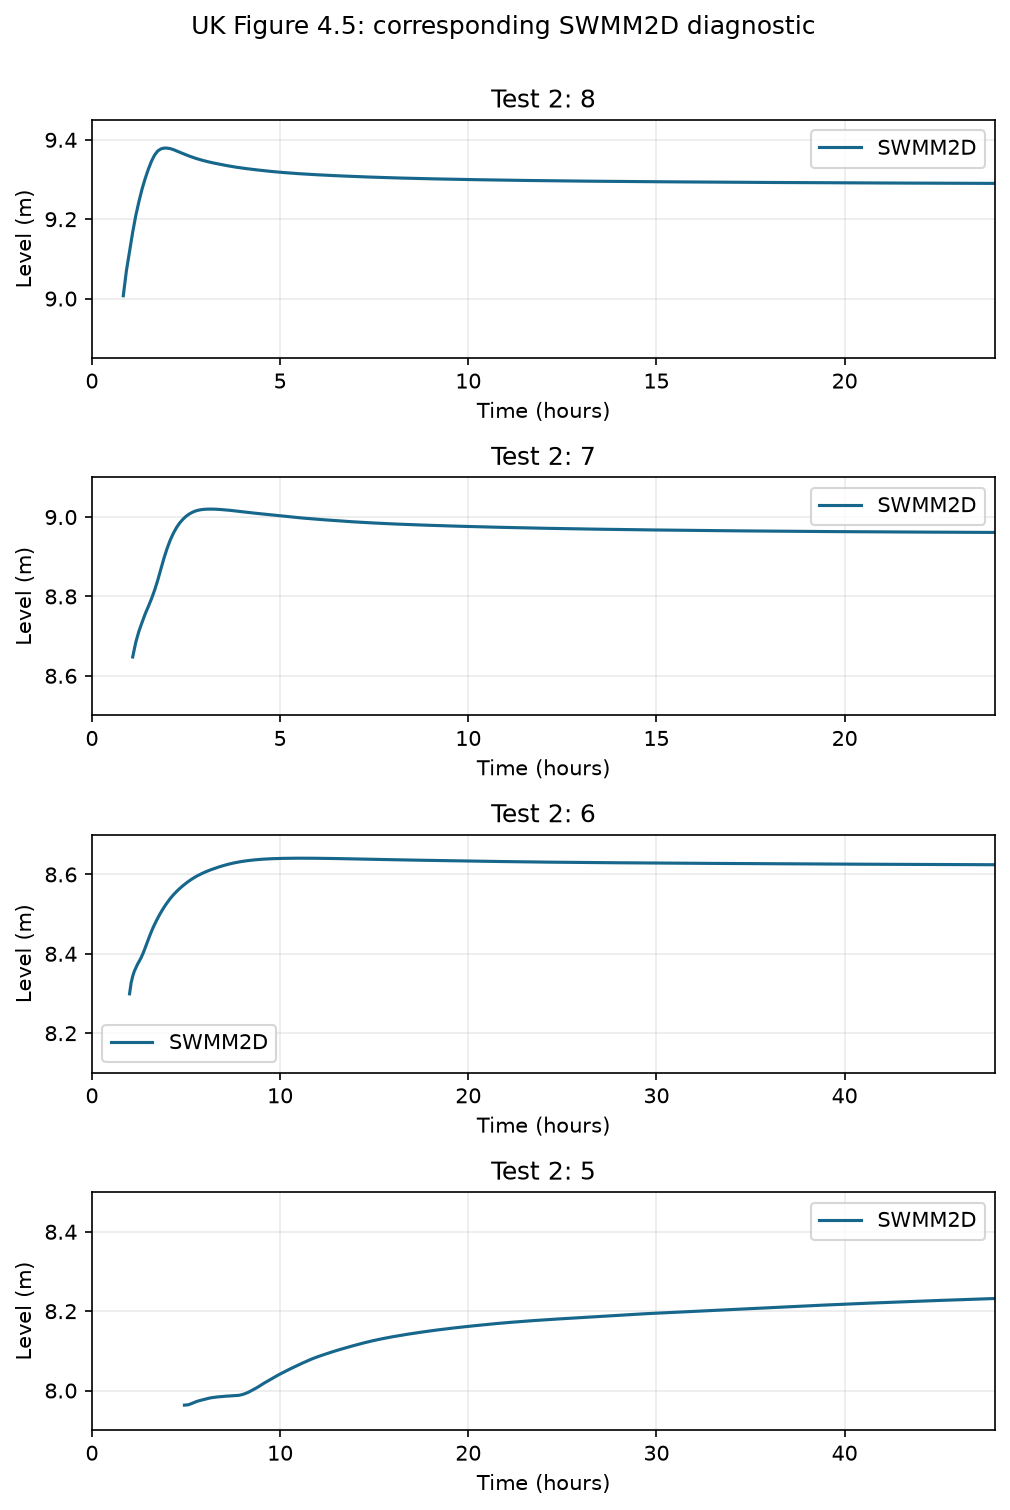 UK Figure 4.5: corresponding SWMM2D diagnostic
Test 2: 8
Level (m)
9.4
9.2
9.0
SWMM2D
0 5 10 15 20
Time (hours)
Test 2: 7
Level (m)
9.0
8.8
8.6
SWMM2D
0 5 10 15 20
Time (hours)
Test 2: 6
Level (m)
8.6
8.4
8.2
SWMM2D
0 10 20 30 40
Time (hours)
Test 2: 5
Level (m)
8.4
8.2
8.0
SWMM2D
0 10 20 30 40
Time (hours)